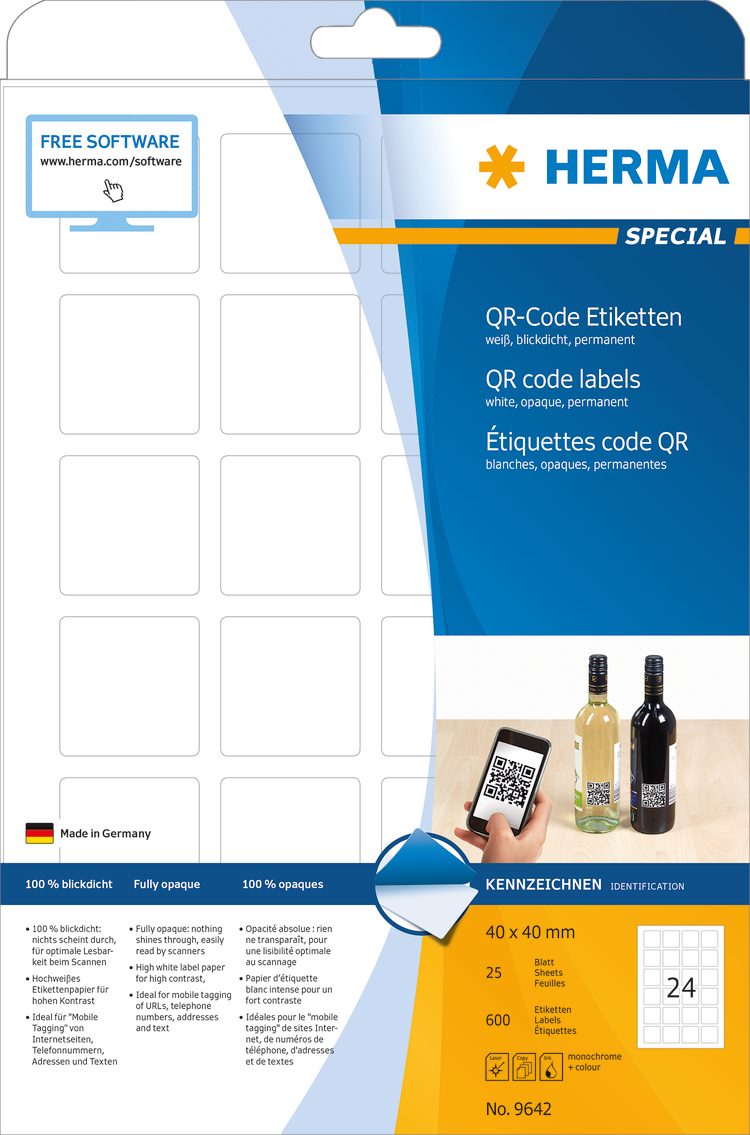 FREE SOFTWARE
www.herma.com/software
HERMA
SPECIAL
QR-Code Etiketten
weiß, blickdicht, permanent
QR code labels
white, opaque, permanent
Étiquettes code QR
blanches, opaques, permanentes
Made in Germany
100 % blickdicht
Fully opaque
100 % opaques
KENNZEICHNEN IDENTIFICATION
• 100 % blickdicht:
nichts scheint durch,
für optimale Lesbar-
keit beim Scannen
• Hochweißes
Etikettenpapier für
hohen Kontrast
• Ideal für "Mobile
Tagging" von
Internetseiten,
Telefonnummern,
Adressen und Texten
• Fully opaque: nothing
shines through, easily
read by scanners
• High white label paper
for high contrast,
• Ideal for mobile tagging
of URLs, telephone
numbers, addresses
and text
• Opacité absolue : rien
ne transparaît, pour
une lisibilité optimale
au scannage
• Papier d'étiquette
blanc intense pour un
fort contraste
• Idéales pour le "mobile
tagging" de sites Inter-
net, de numéros de
téléphone, d'adresses
et de textes
40 x 40 mm
25
Blatt
Sheets
Feuilles
600
Etiketten
Labels
Étiquettes
24
Laser
Copy
Ink
monochrome
+ colour
No. 9642